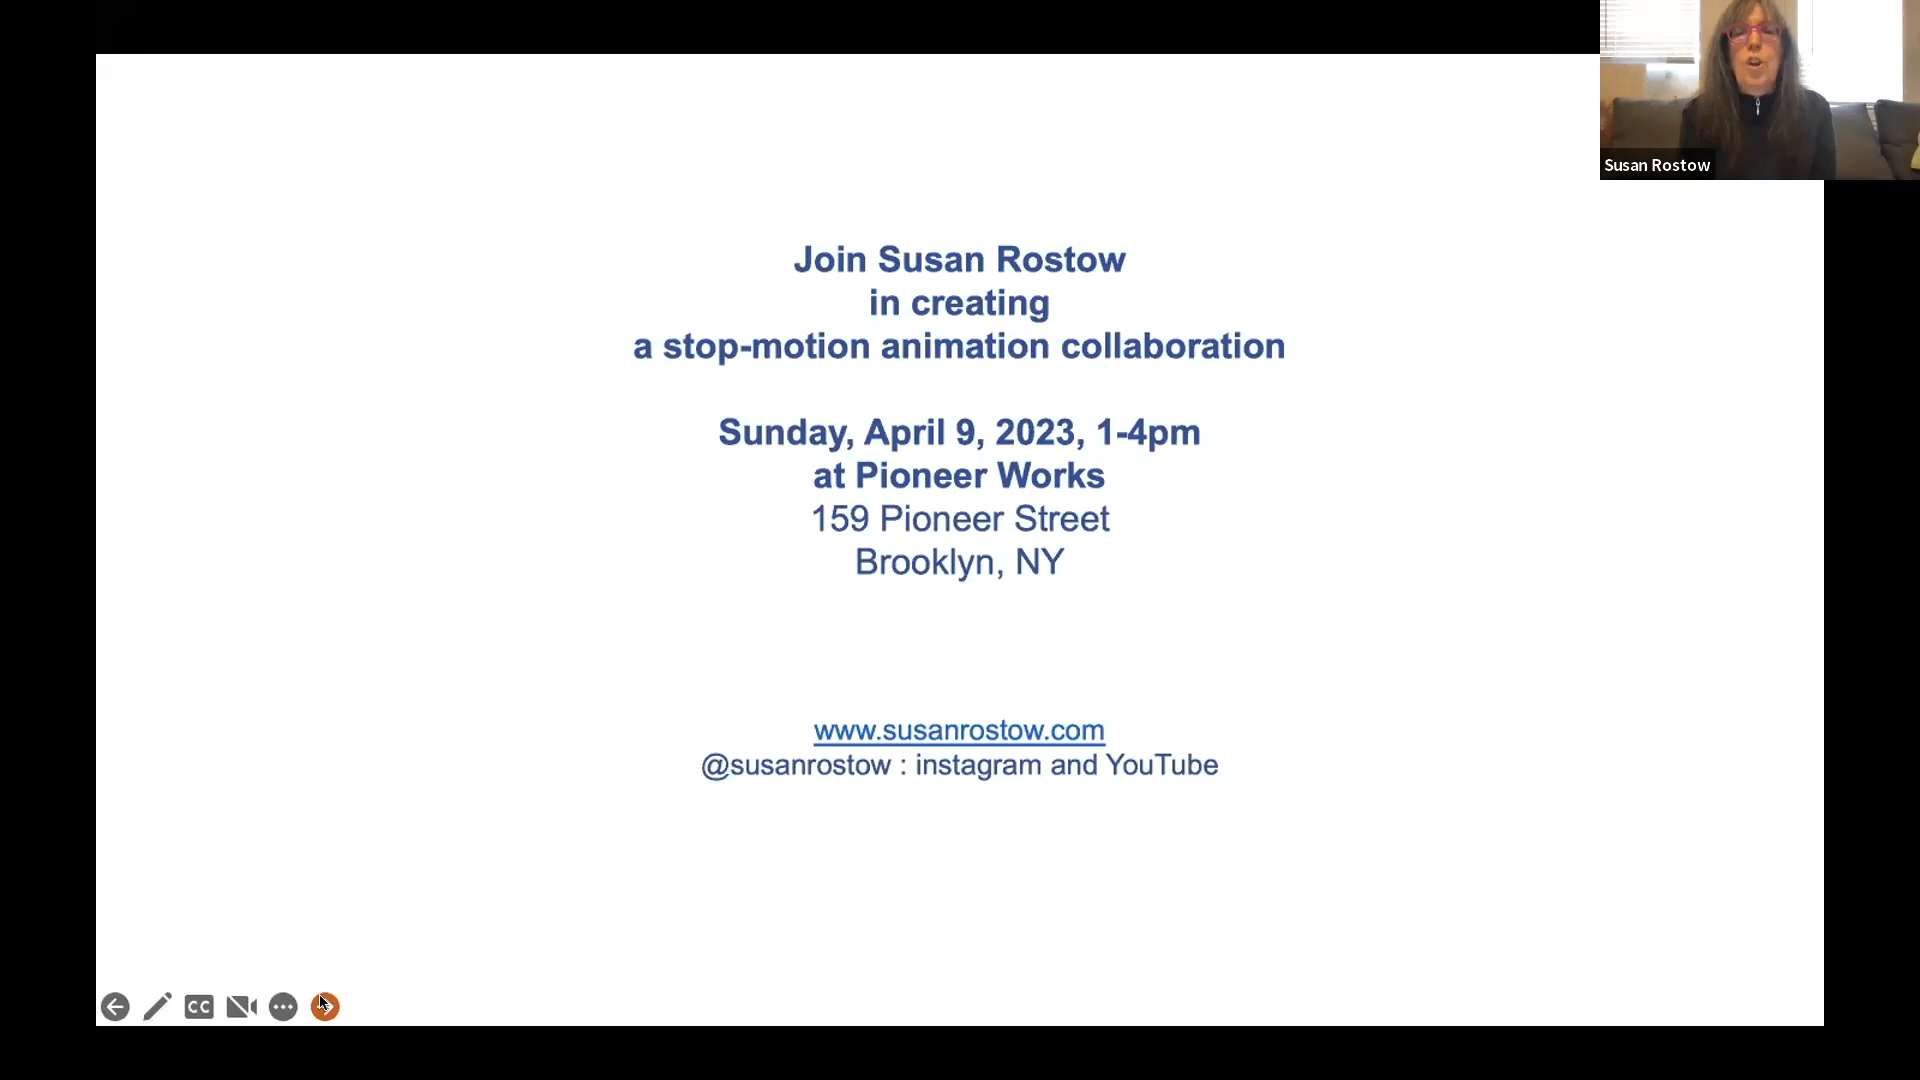 Susan Rostow
Join Susan Rostow
in creating
a stop-motion animation collaboration
Sunday, April 9, 2023, 1-4pm
at Pioneer Works
159 Pioneer Street
Brooklyn, NY
www.susanrostow.com
@susanrostow : instagram and YouTube
CC